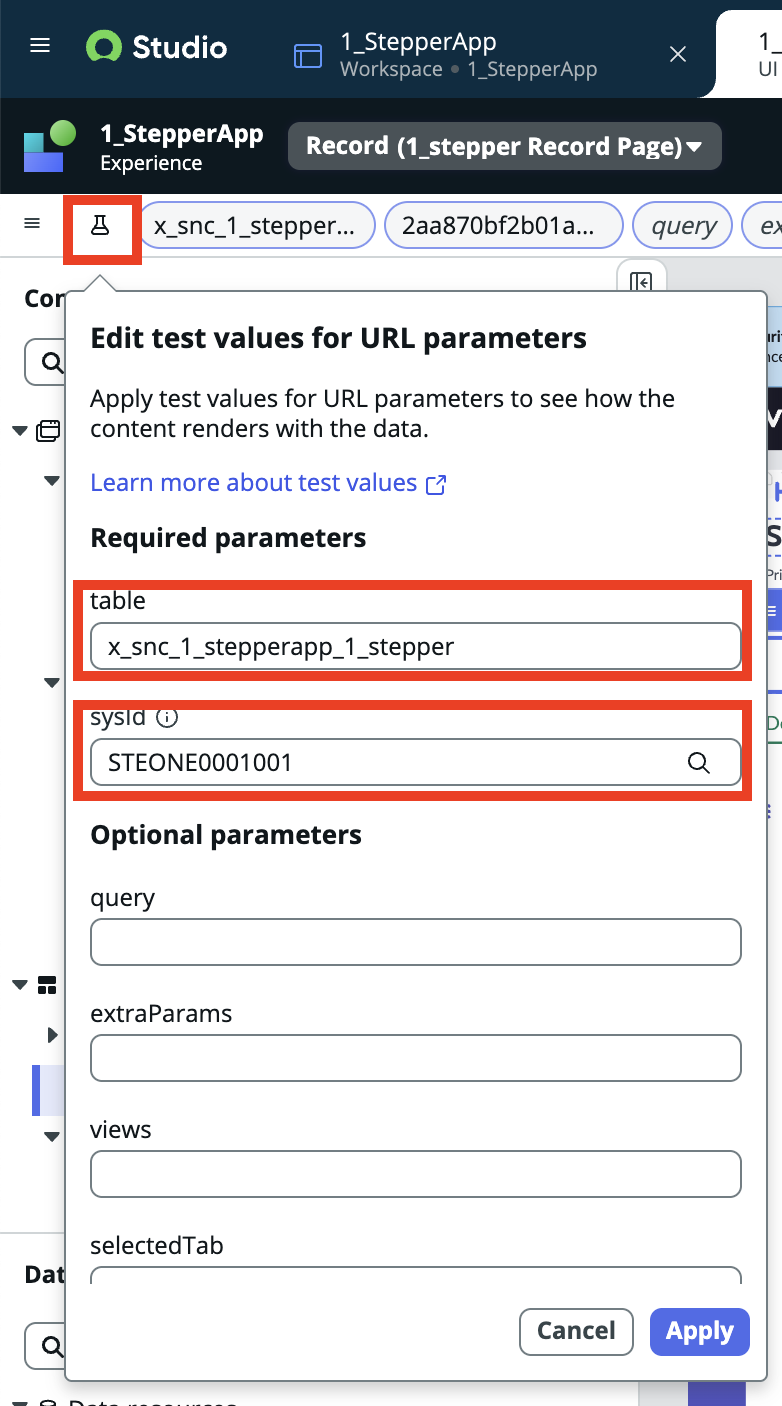 Studio
1_StepperApp
Workspace • 1_StepperApp
1_
UI
1_StepperApp
Experience
Record (1_stepper Record Page)
x_snc_1_stepper...
2aa870bf2b01a...
query
ex
Cor
Edit test values for URL parameters
Apply test values for URL parameters to see how the
content renders with the data.
Learn more about test values
Required parameters
table
x_snc_1_stepperapp_1_stepper
sysId
STEONE0001001
Optional parameters
query
extraParams
views
selectedTab
Cancel
Apply
Dat
Data resources